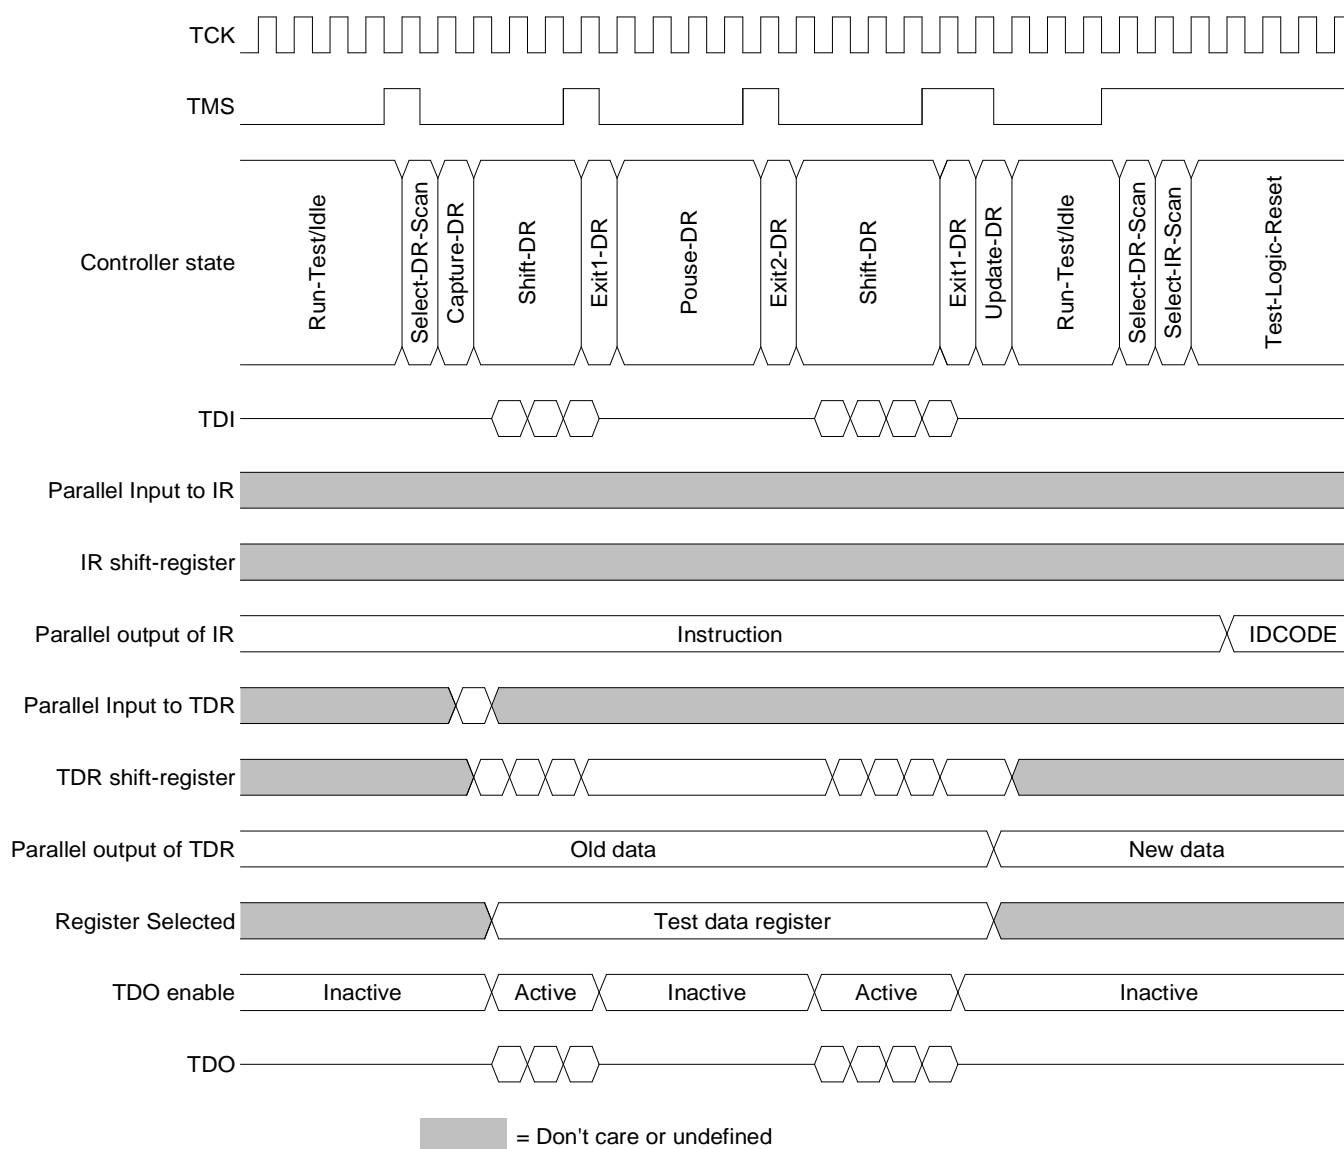 TCK
TMS
Controller state
Run-Test/Idle
Select-DR-Scan
Capture-DR
Shift-DR
Exit1-DR
Pouse-DR
Exit2-DR
Shift-DR
Exit1-DR
Update-DR
Run-Test/Idle
Select-DR-Scan
Select-IR-Scan
Test-Logic-Reset
TDI
Parallel Input to IR
IR shift-register
Parallel output of IR
Instruction
IDCODE
Parallel Input to TDR
TDR shift-register
Parallel output of TDR
Old data
New data
Register Selected
Test data register
TDO enable
Inactive
Active
Inactive
Active
Inactive
TDO
= Don't care or undefined